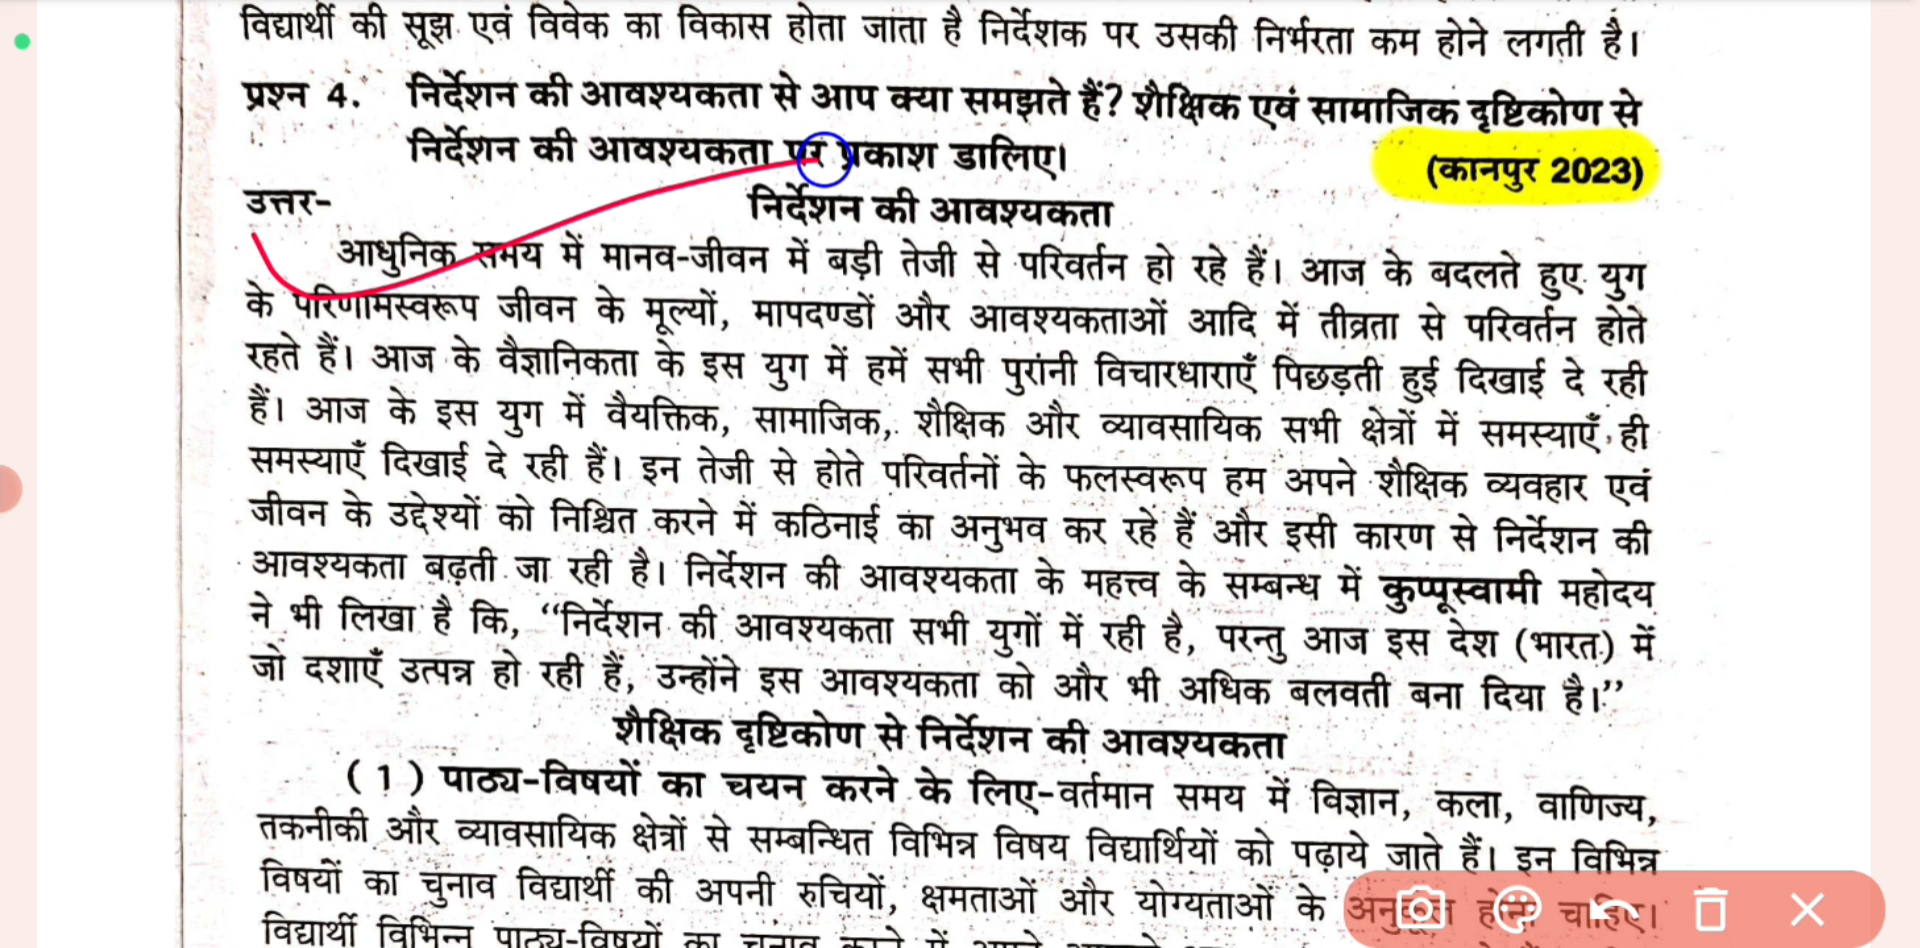 विद्यार्थी की सूझ एवं विवेक का विकास होता जाता है निर्देशक पर उसकी निर्भरता कम होने लगती है।
प्रश्न 4. निर्देशन की आवश्यकता से आप क्या समझते हैं? शैक्षिक एवं सामाजिक दृष्टिकोण से
निर्देशन की आवश्यकता पर प्रकाश डालिए। (कानपुर 2023)
उत्तर- निर्देशन की आवश्यकता
आधुनिक समय में मानव-जीवन में बड़ी तेजी से परिवर्तन हो रहे हैं। आज के बदलते हुए युग
के परिणामस्वरूप जीवन के मूल्यों, मापदण्डों और आवश्यकताओं आदि में तीव्रता से परिवर्तन होते
रहते हैं। आज के वैज्ञानिकता के इस युग में हमें सभी पुरांनी विचारधाराएँ पिछड़ती हुई दिखाई दे रही
हैं। आज के इस युग में वैयक्तिक, सामाजिक, शैक्षिक और व्यावसायिक सभी क्षेत्रों में समस्याएँ ही
समस्याएँ दिखाई दे रही हैं। इन तेजी से होते परिवर्तनों के फलस्वरूप हम अपने शैक्षिक व्यवहार एवं
जीवन के उद्देश्यों को निश्चित करने में कठिनाई का अनुभव कर रहे हैं और इसी कारण से निर्देशन की
आवश्यकता बढ़ती जा रही है। निर्देशन की आवश्यकता के महत्त्व के सम्बन्ध में कुप्पूस्वामी महोदय
ने भी लिखा है कि, “निर्देशन की आवश्यकता सभी युगों में रही है, परन्तु आज इस देश (भारत) में
जो दशाएँ उत्पन्न हो रही हैं, उन्होंने इस आवश्यकता को और भी अधिक बलवती बना दिया है।”
शैक्षिक दृष्टिकोण से निर्देशन की आवश्यकता
(1) पाठ्य-विषयों का चयन करने के लिए-वर्तमान समय में विज्ञान, कला, वाणिज्य,
तकनीकी और व्यावसायिक क्षेत्रों से सम्बन्धित विभिन्न विषय विद्यार्थियों को पढ़ाये जाते हैं। इन विभिन्न
विषयों का चुनाव विद्यार्थी की अपनी रुचियों, क्षमताओं और योग्यताओं के अनुकूल होना चाहिए।
विद्यार्थी विभिन्न पाठ्य-विषयों का चुनाव करने में अपने